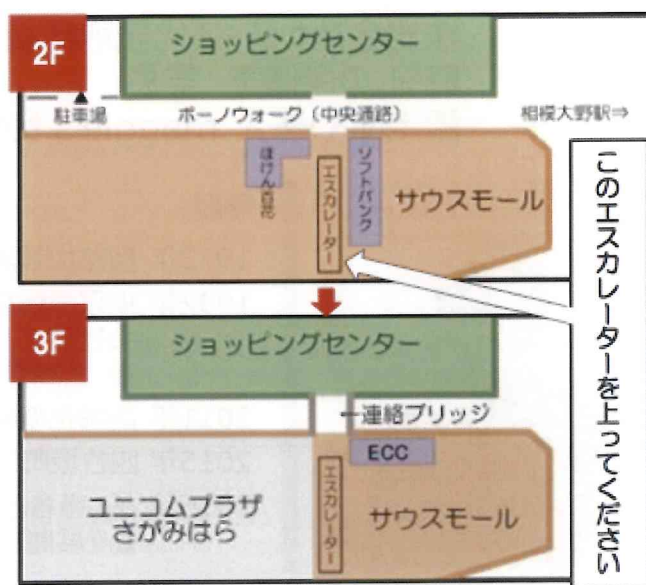 2F
ショッピングセンター
駐車場
ボーノウォーク（中央通路）
相模大野駅⇒
ほけん百花
エスカレーター
ソフトバンク
サウスモール
このエスカレーターを上ってください
3F
ショッピングセンター
←連絡ブリッジ
ECC
ユニコムプラザ
さがみはら
エスカレーター
サウスモール